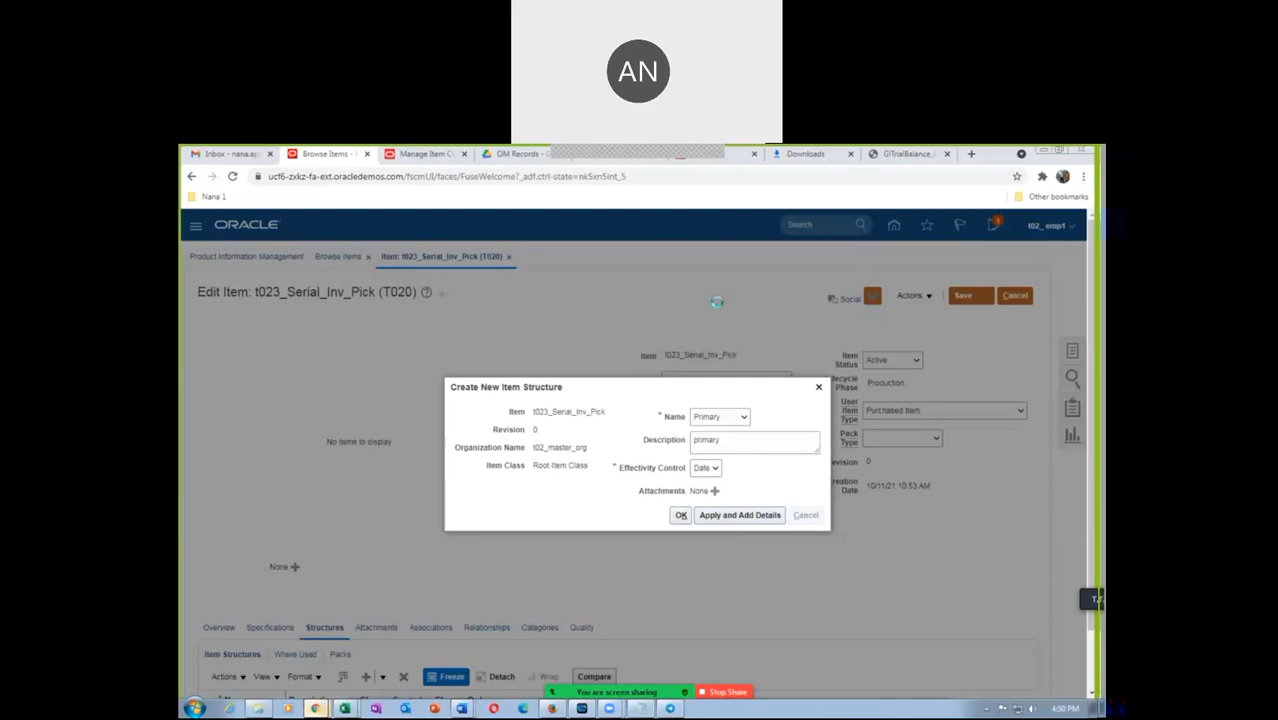 AN
Inbox - nana.ap
Browse Items -
Manage Item C
OM Records - G
Downloads
GlTrialBalance_
ucf6-zxkz-fa-ext.oracledemos.com/fscmUI/faces/FuseWelcome?_adf.ctrl-state=nk5xn5lnt_5
Nana 1
Other bookmarks
ORACLE
Search
t02_emp1
Product Information Management
Browse Items
Item: t023_Serial_Inv_Pick (T020)
Edit Item: t023_Serial_Inv_Pick (T020)
Social
Actions
Save
Cancel
Item t023_Serial_Inv_Pick
Item Status Active
ifecycle Phase Production
User Item Type Purchased Item
Pack Type
evision 0
reation Date 10/11/21 10:53 AM
No items to display
None
Create New Item Structure
Item t023_Serial_Inv_Pick
Revision 0
Organization Name t02_master_org
Item Class Root Item Class
* Name Primary
Description primary
* Effectivity Control Date
Attachments None
OK
Apply and Add Details
Cancel
Overview
Specifications
Structures
Attachments
Associations
Relationships
Categories
Quality
Item Structures
Where Used
Packs
Actions
View
Format
Freeze
Detach
Wrap
Compare
You are screen sharing
Stop Share
4:50 PM